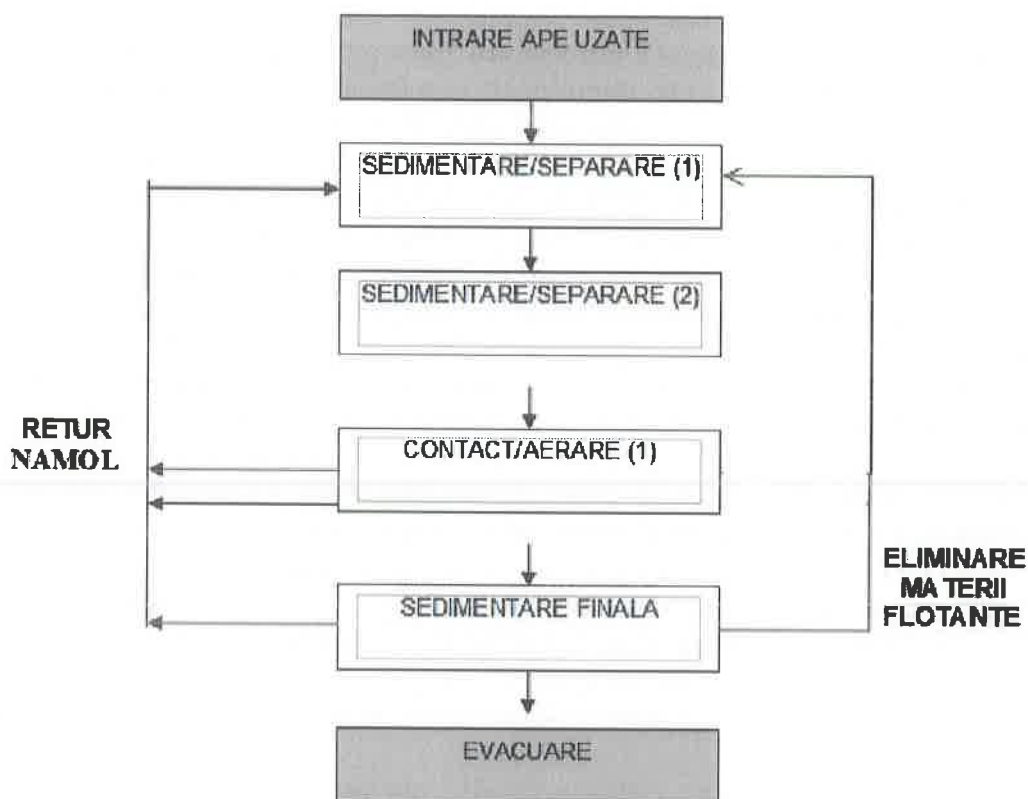 INTRARE APE UZATE
SEDIMENTARE/SEPARARE (1)
SEDIMENTARE/SEPARARE (2)
RETUR
NAMOL
CONTACT/AERARE (1)
ELIMINARE
MA TERII
FLOTANTE
SEDIMENTARE FINALA
EVACUARE